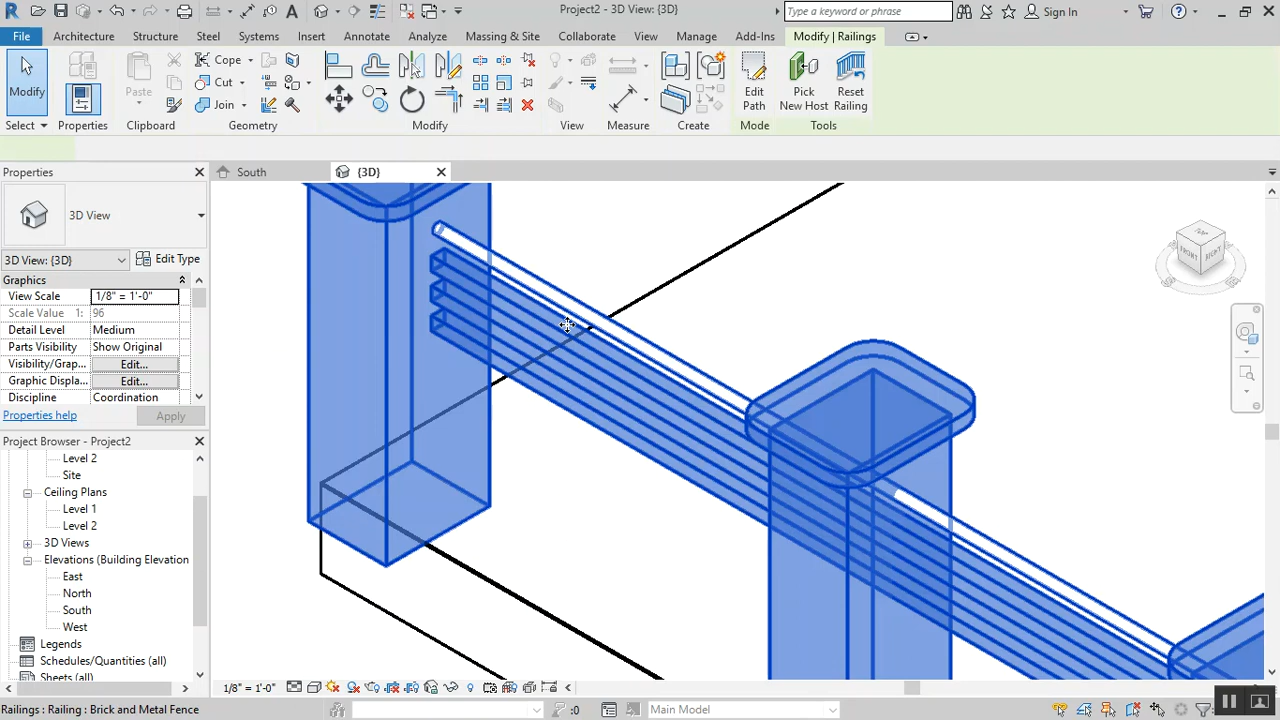 Project2 - 3D View: {3D}
Type a keyword or phrase
Sign In
File
Architecture
Structure
Steel
Systems
Insert
Annotate
Analyze
Massing & Site
Collaborate
View
Manage
Add-Ins
Modify | Railings
Modify
Paste
Cope
Cut
Join
Edit Path
Pick New Host
Reset Railing
Select
Properties
Clipboard
Geometry
Modify
View
Measure
Create
Mode
Tools
Properties
South
{3D}
3D View
3D View: {3D}
Edit Type
Graphics
View Scale 1/8" = 1'-0"
Scale Value 1: 96
Detail Level Medium
Parts Visibility Show Original
Visibility/Grap... Edit...
Graphic Displa... Edit...
Discipline Coordination
Properties help
Apply
Project Browser - Project2
Level 2
Site
Ceiling Plans
Level 1
Level 2
3D Views
Elevations (Building Elevation
East
North
South
West
Legends
Schedules/Quantities (all)
Sheets (all)
TOP
FRONT
RIGHT
1/8" = 1'-0"
Railings : Railing : Brick and Metal Fence
:0
Main Model